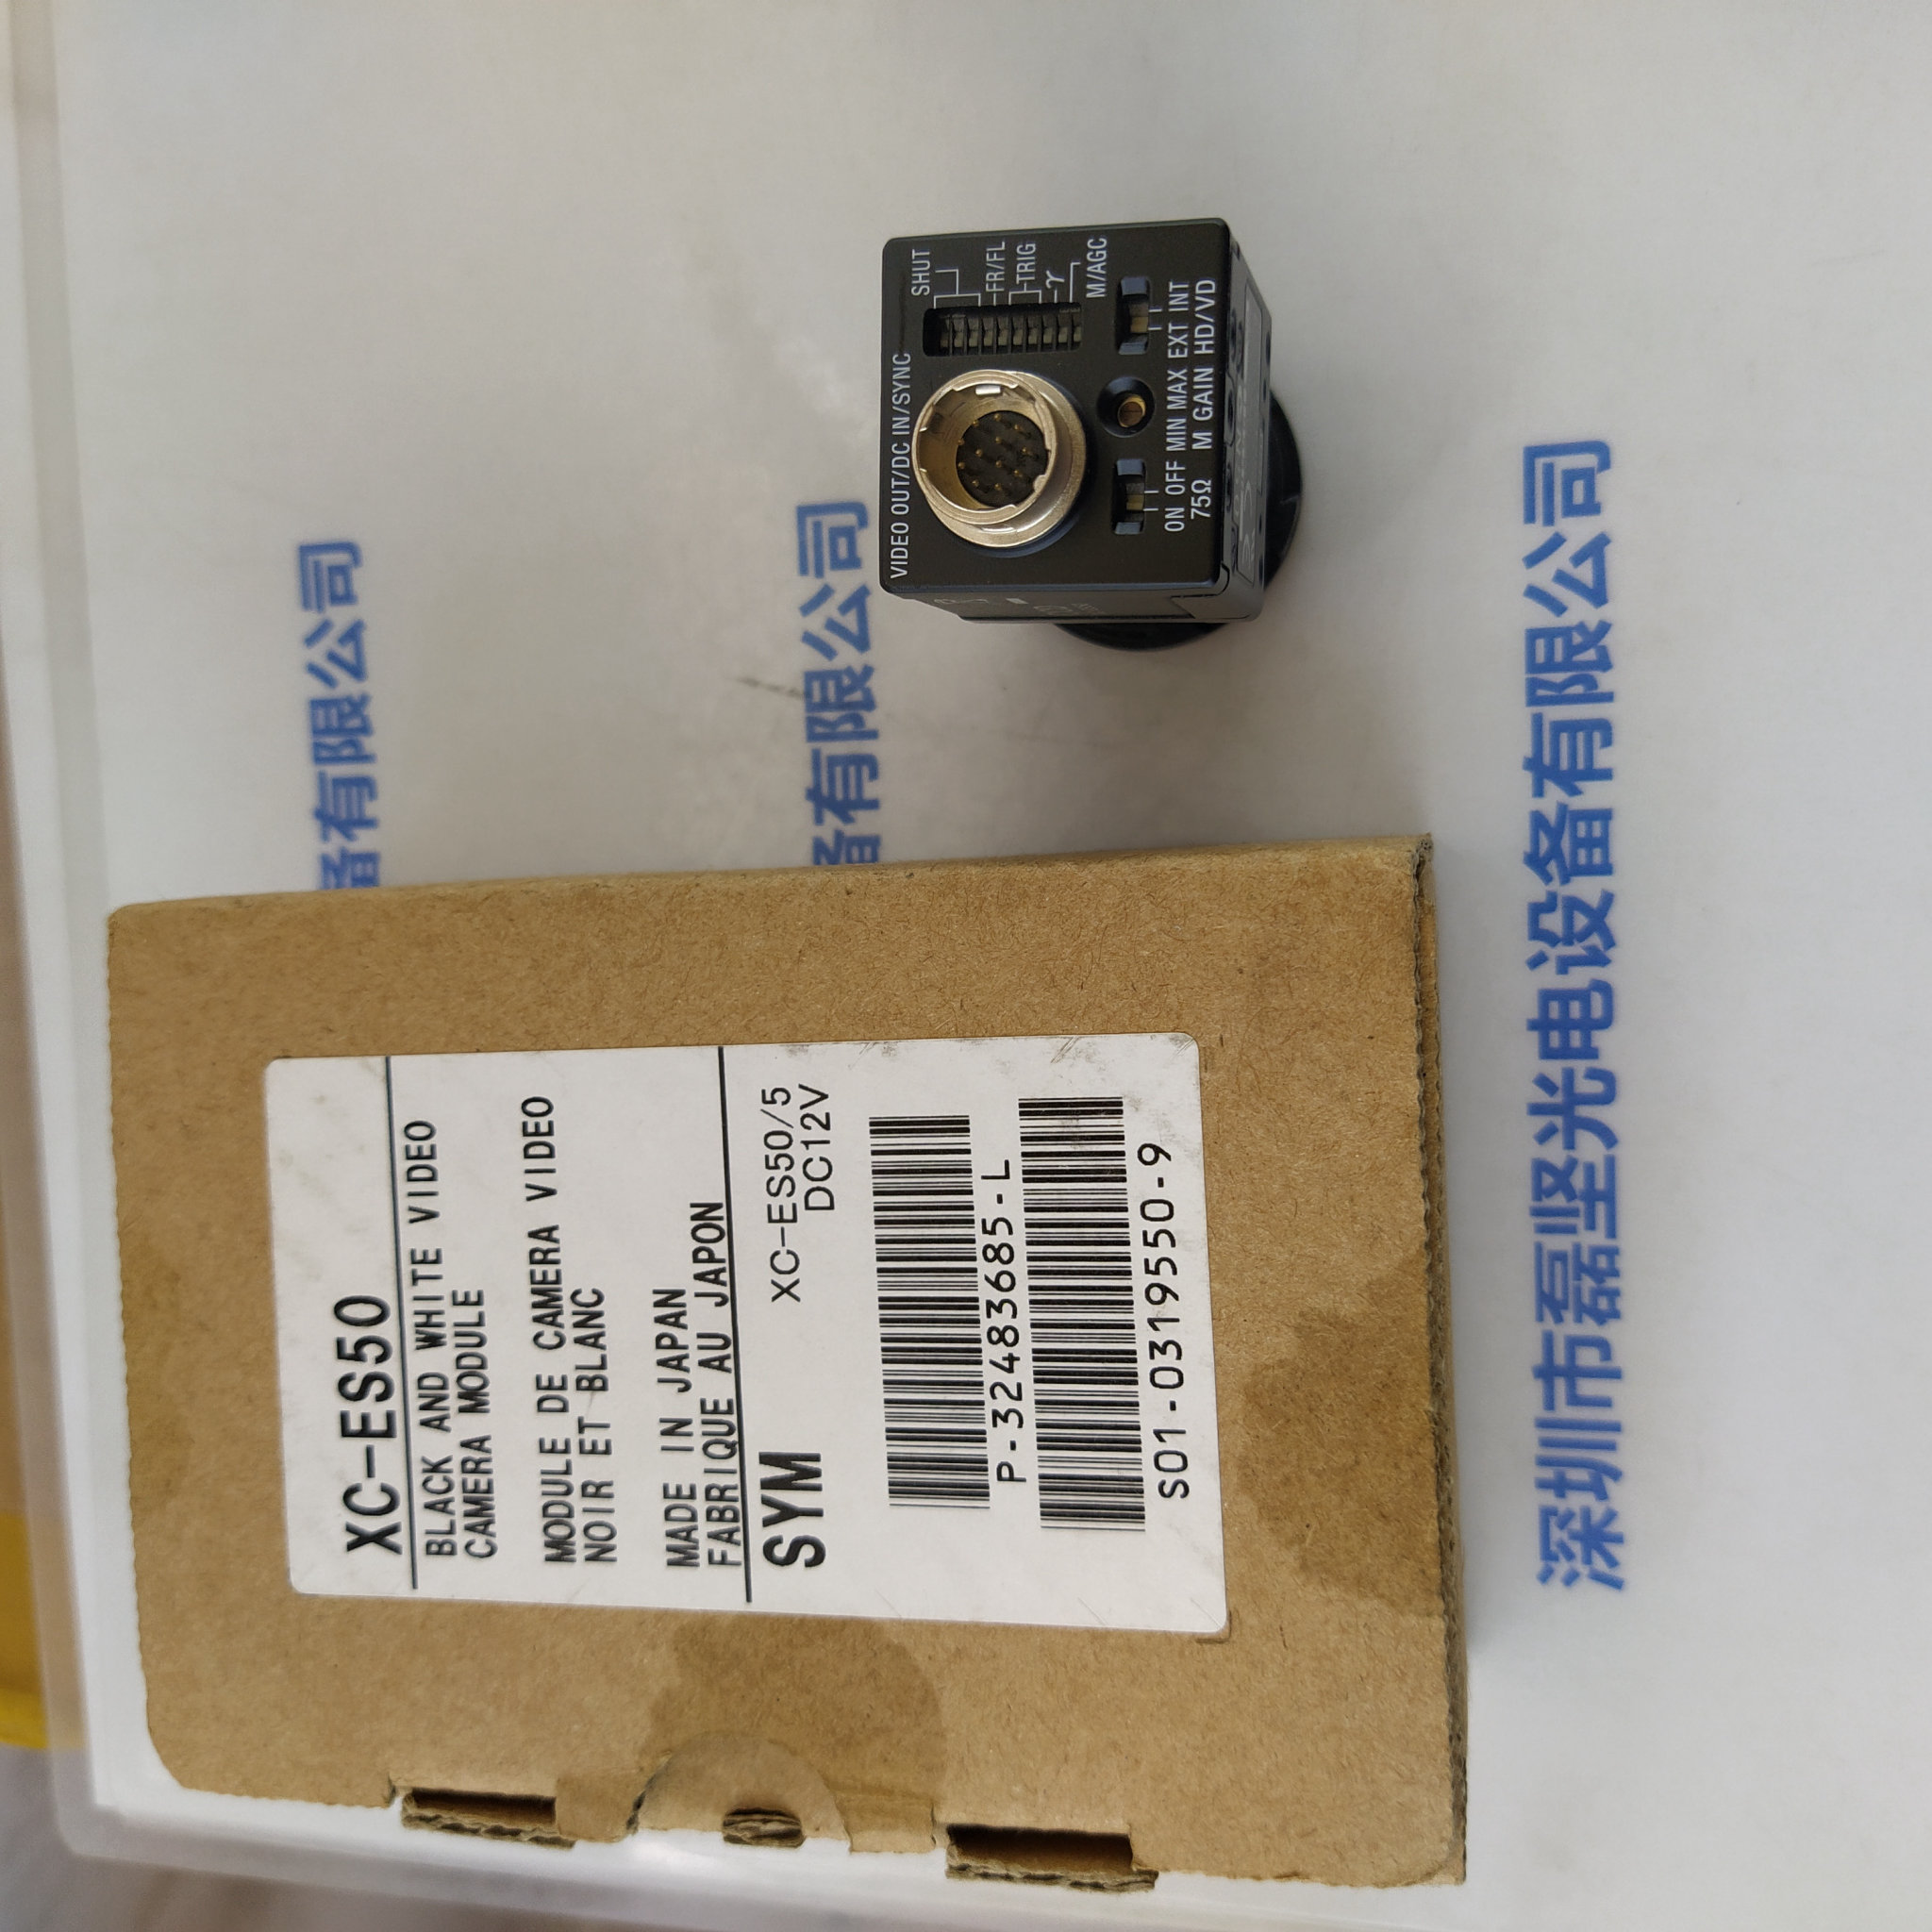 XC-ES50
BLACK AND WHITE VIDEO
CAMERA MODULE
MODULE DE CAMERA VIDEO
NOIR ET BLANC
MADE IN JAPAN
FABRIQUE AU JAPON
SYM
XC-ES50/5
DC12V
P-32483685-L
S01-0319550-9
VIDEO OUT/DC IN/SYNC
SHUT
FR/FL
TRIG
γ
M/AGC
ON OFF MIN MAX EXT INT
75Ω M GAIN HD/VD
备有限公司
备有限公司
深圳市磊坚光电设备有限公司